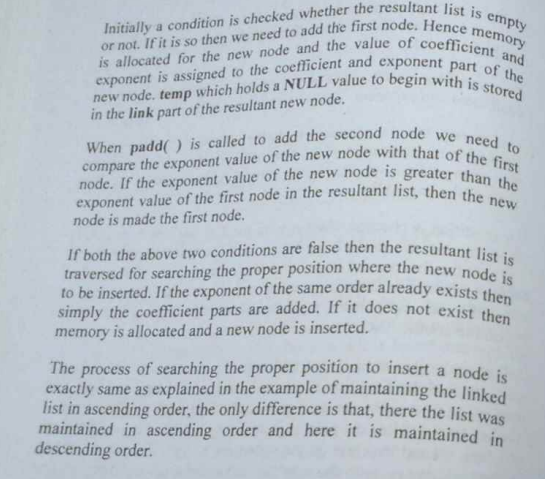 Initially a condition is checked whether the resultant list is empty
or not. If it is so then we need to add the first node. Hence memory
is allocated for the new node and the value of coefficient and
exponent is assigned to the coefficient and exponent part of the
new node. temp which holds a NULL value to begin with is stored
in the link part of the resultant new node.
When padd( ) is called to add the second node we need to
compare the exponent value of the new node with that of the first
node. If the exponent value of the new node is greater than the
exponent value of the first node in the resultant list, then the new
node is made the first node.
If both the above two conditions are false then the resultant list is
traversed for searching the proper position where the new node is
to be inserted. If the exponent of the same order already exists then
simply the coefficient parts are added. If it does not exist then
memory is allocated and a new node is inserted.
The process of searching the proper position to insert a node is
exactly same as explained in the example of maintaining the linked
list in ascending order, the only difference is that, there the list was
maintained in ascending order and here it is maintained in
descending order.